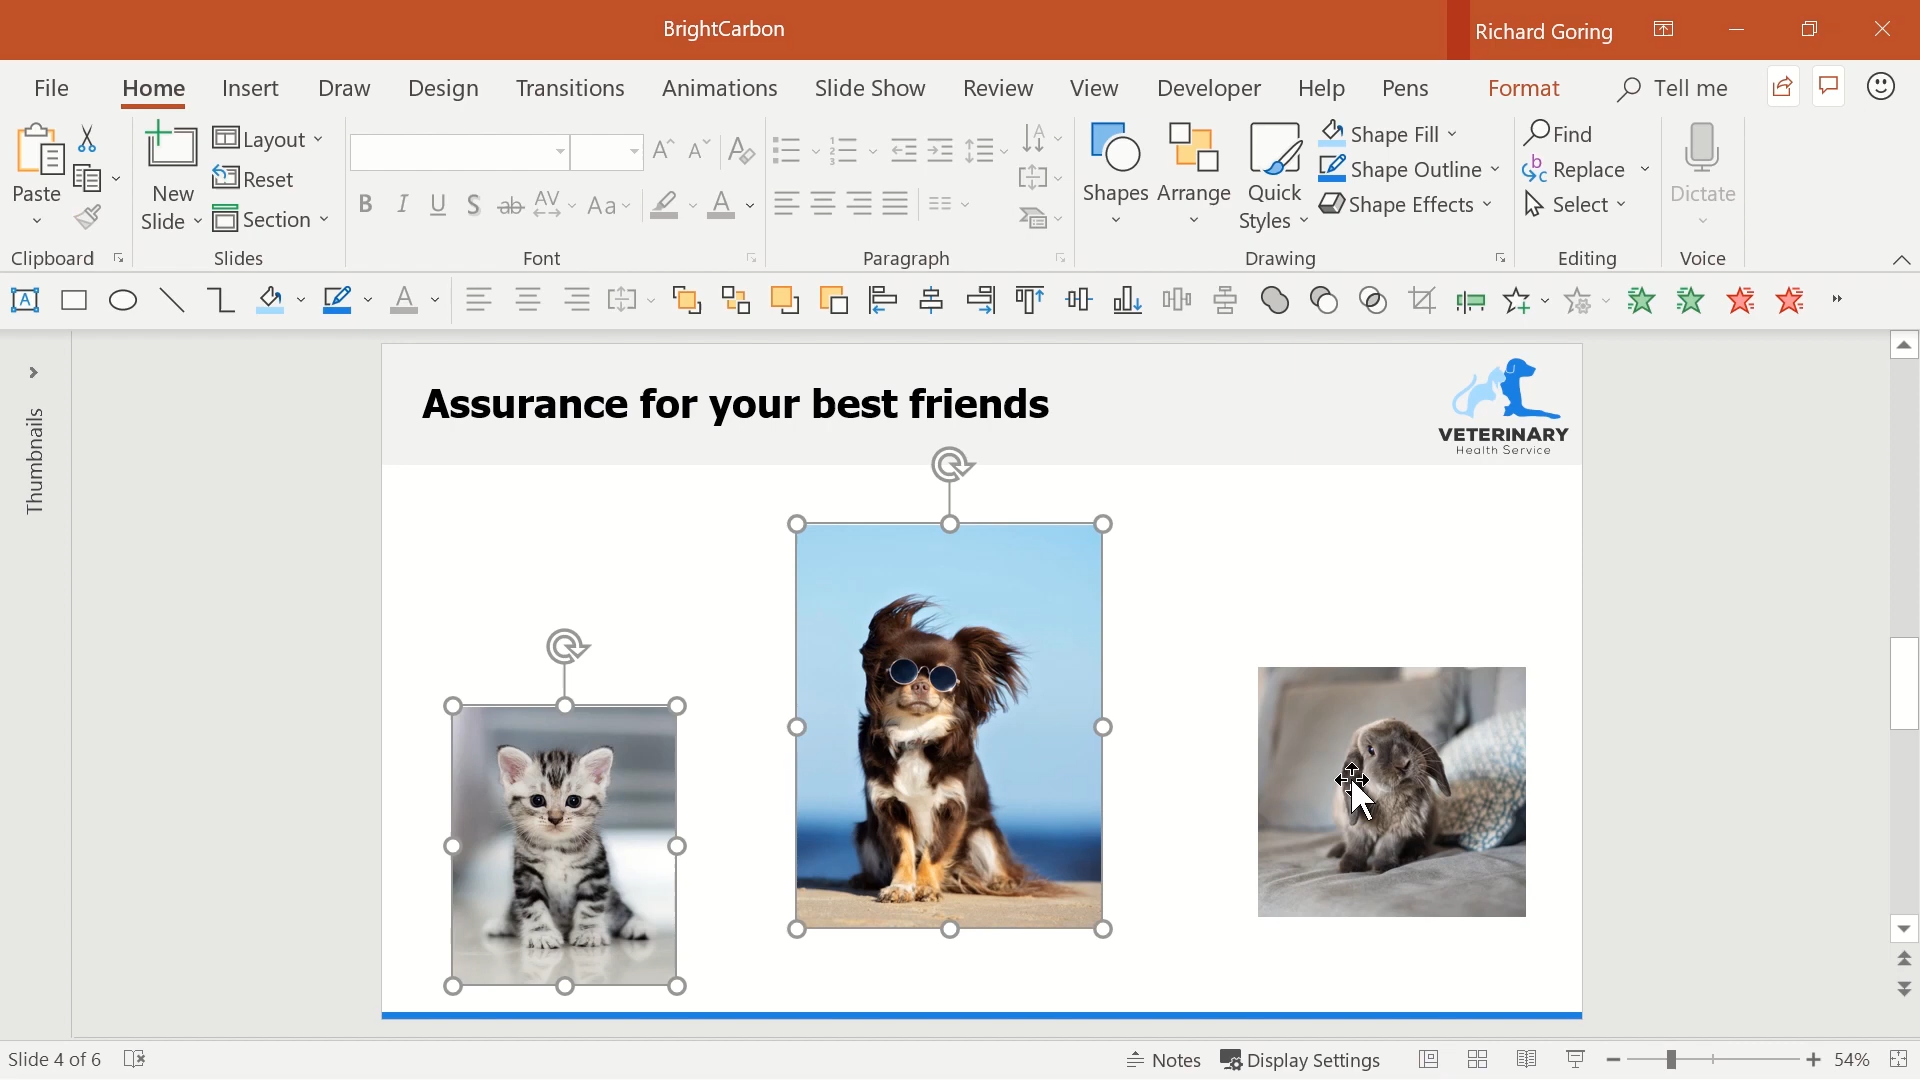 BrightCarbon
Richard Goring
File Home Insert Draw Design Transitions Animations Slide Show Review View Developer Help Pens Format Tell me
Paste
New Slide
Layout
Reset
Section
B I U S ab AV Aa A
Shapes
Arrange
Quick Styles
Shape Fill
Shape Outline
Shape Effects
Find
Replace
Select
Dictate
Clipboard Slides Font Paragraph Drawing Editing Voice
Thumbnails
Assurance for your best friends
VETERINARY
Health Service
Slide 4 of 6 Notes Display Settings 54%